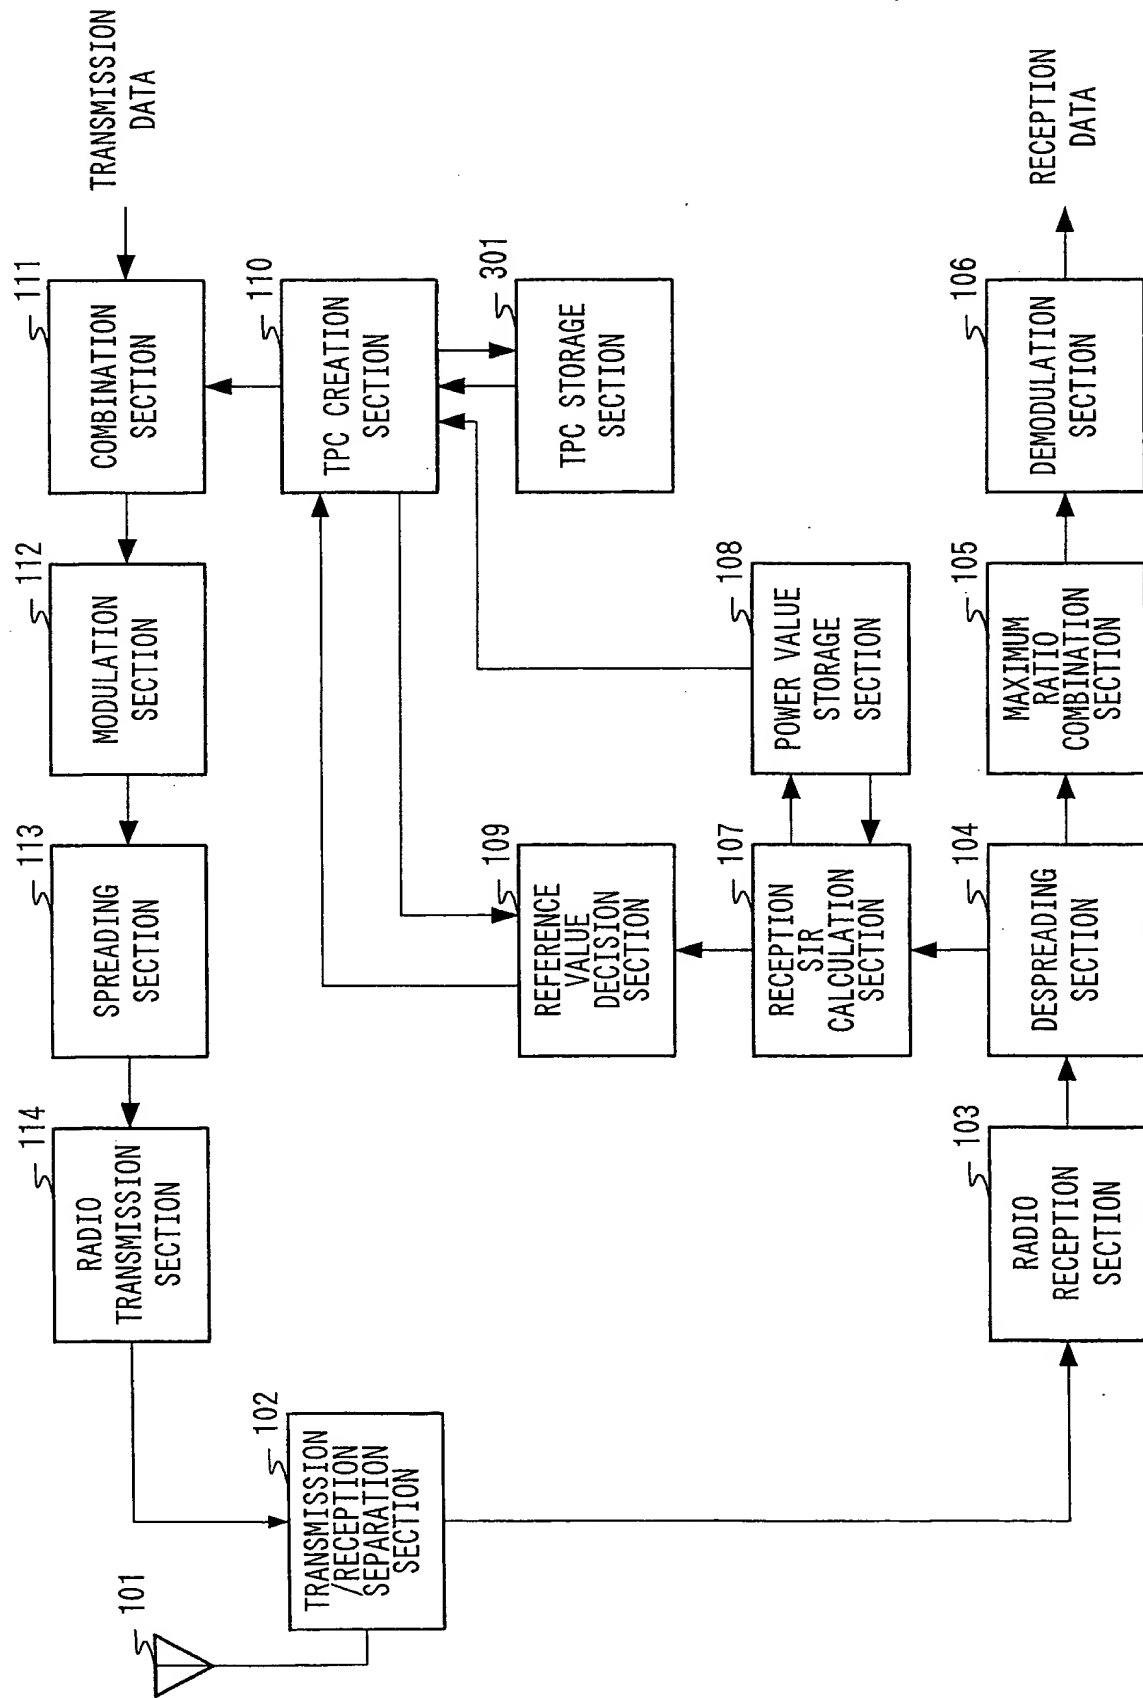 101
102
TRANSMISSION
/RECEPTION
SEPARATION
SECTION
114
RADIO
TRANSMISSION
SECTION
113
SPREADING
SECTION
112
MODULATION
SECTION
111
COMBINATION
SECTION
TRANSMISSION
DATA
110
TPC CREATION
SECTION
301
TPC STORAGE
SECTION
109
REFERENCE
VALUE
DECISION
SECTION
107
RECEPTION
SIR
CALCULATION
SECTION
108
POWER VALUE
STORAGE
SECTION
103
RADIO
RECEPTION
SECTION
104
DESPREADING
SECTION
105
MAXIMUM
RATIO
COMBINATION
SECTION
106
DEMODULATION
SECTION
RECEPTION
DATA